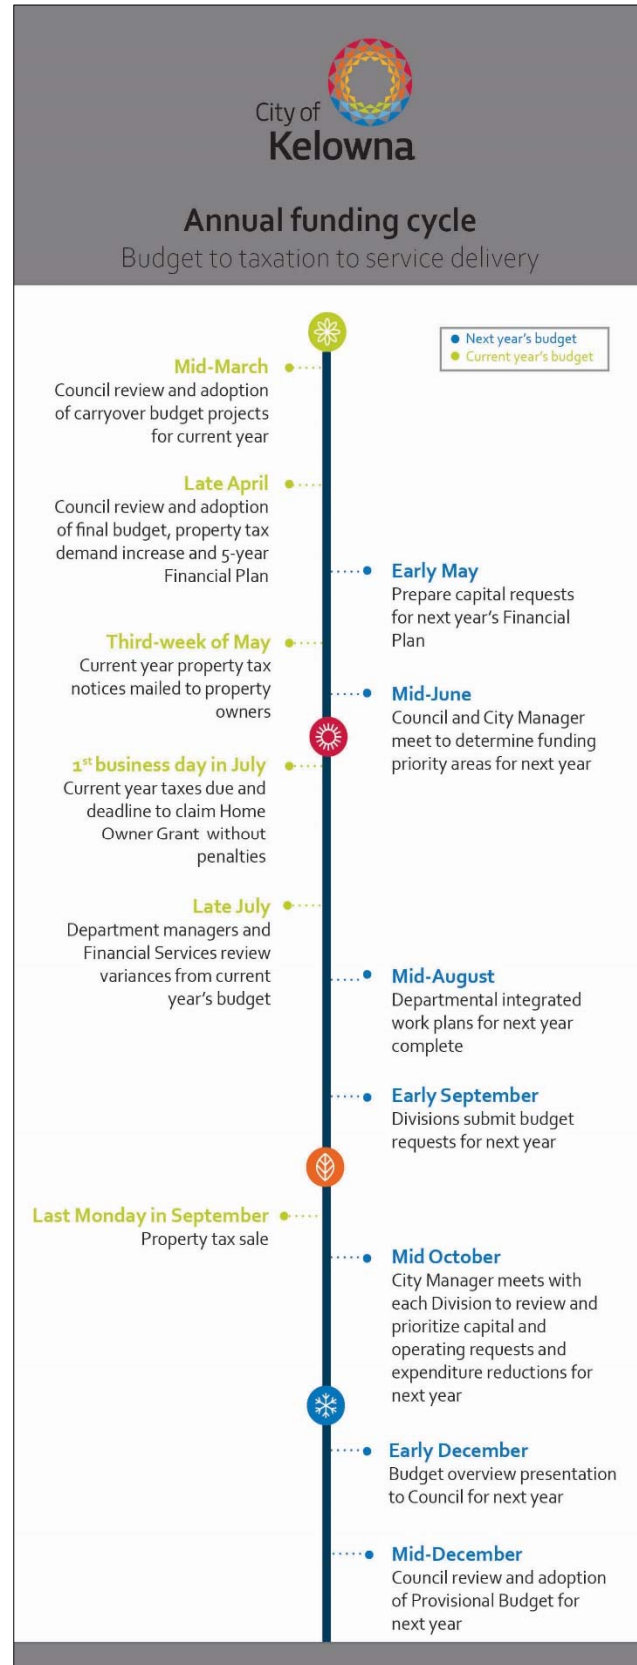 City of
Kelowna
Annual funding cycle
Budget to taxation to service delivery
Next year's budget
Current year's budget
Mid-March
Council review and adoption
of carryover budget projects
for current year
Late April
Council review and adoption
of final budget, property tax
demand increase and 5-year
Financial Plan
Early May
Prepare capital requests
for next year's Financial
Plan
Third-week of May
Current year property tax
notices mailed to property
owners
Mid-June
Council and City Manager
meet to determine funding
priority areas for next year
1st business day in July
Current year taxes due and
deadline to claim Home
Owner Grant without
penalties
Late July
Department managers and
Financial Services review
variances from current
year's budget
Mid-August
Departmental integrated
work plans for next year
complete
Early September
Divisions submit budget
requests for next year
Last Monday in September
Property tax sale
Mid October
City Manager meets with
each Division to review and
prioritize capital and
operating requests and
expenditure reductions for
next year
Early December
Budget overview presentation
to Council for next year
Mid-December
Council review and adoption
of Provisional Budget for
next year